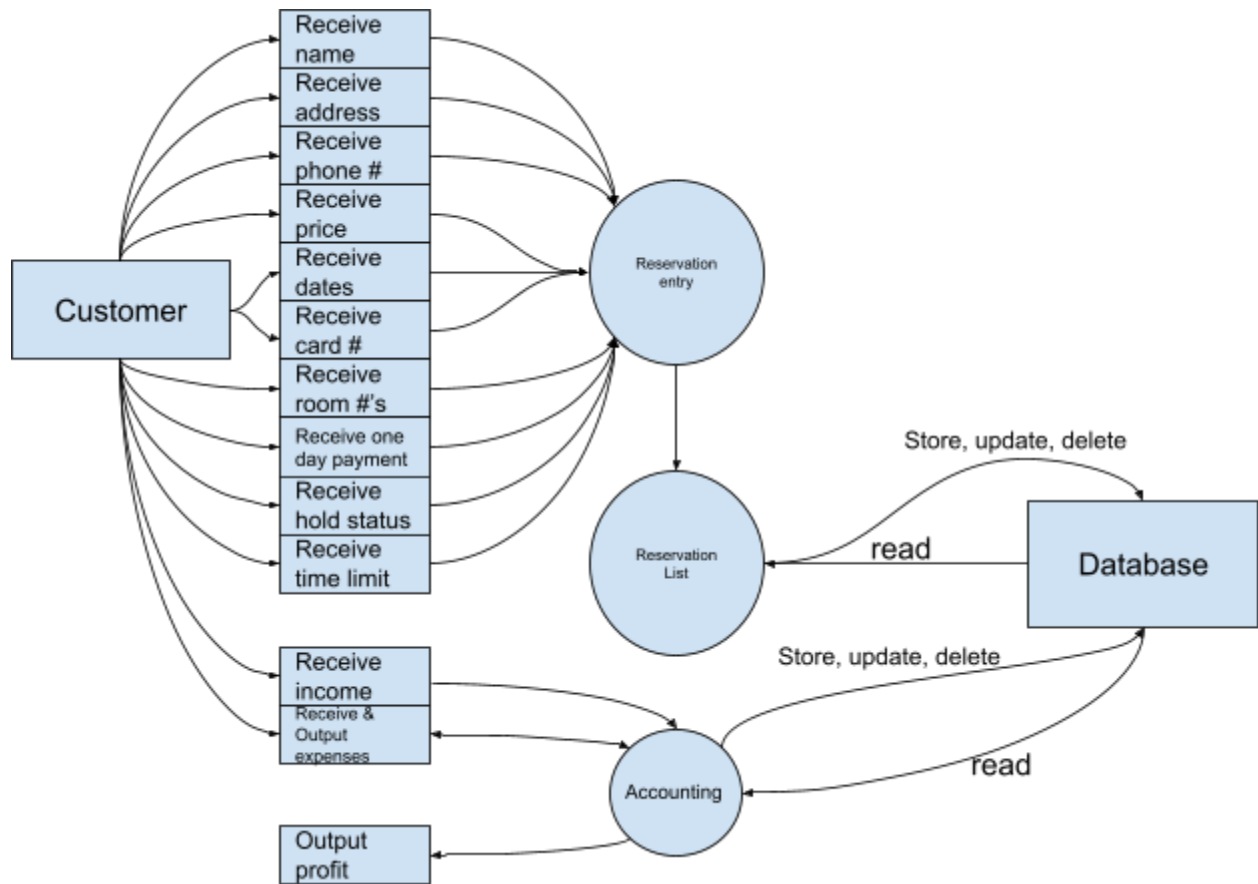 Receive
name
Receive
address
Receive
phone #
Receive
price
Receive
dates
Receive
card #
Receive
room #'s
Receive one
day payment
Receive
hold status
Receive
time limit
Customer
Reservation
entry
Reservation
List
Store, update, delete
read
Database
Receive
income
Receive &
Output
expenses
Store, update, delete
read
Accounting
Output
profit